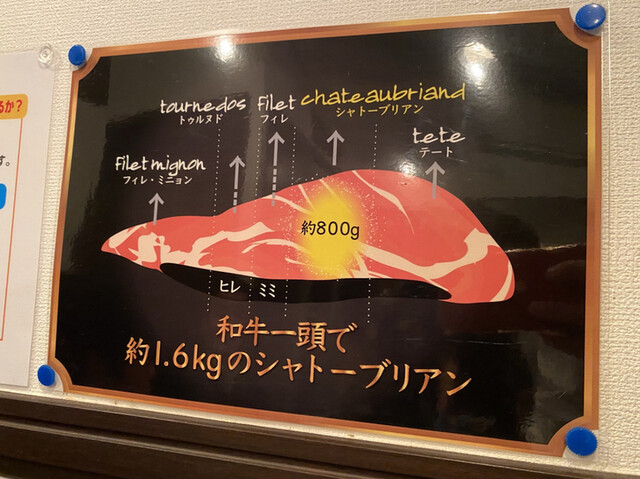 るか?
す。
tournedos
トゥルヌド
filet
フィレ
chateaubriand
シャトーブリアン
tete
テート
filet mignon
フィレ・ミニョン
約800g
ヒレ
ミミ
和牛一頭で
約1.6kgのシャトーブリアン